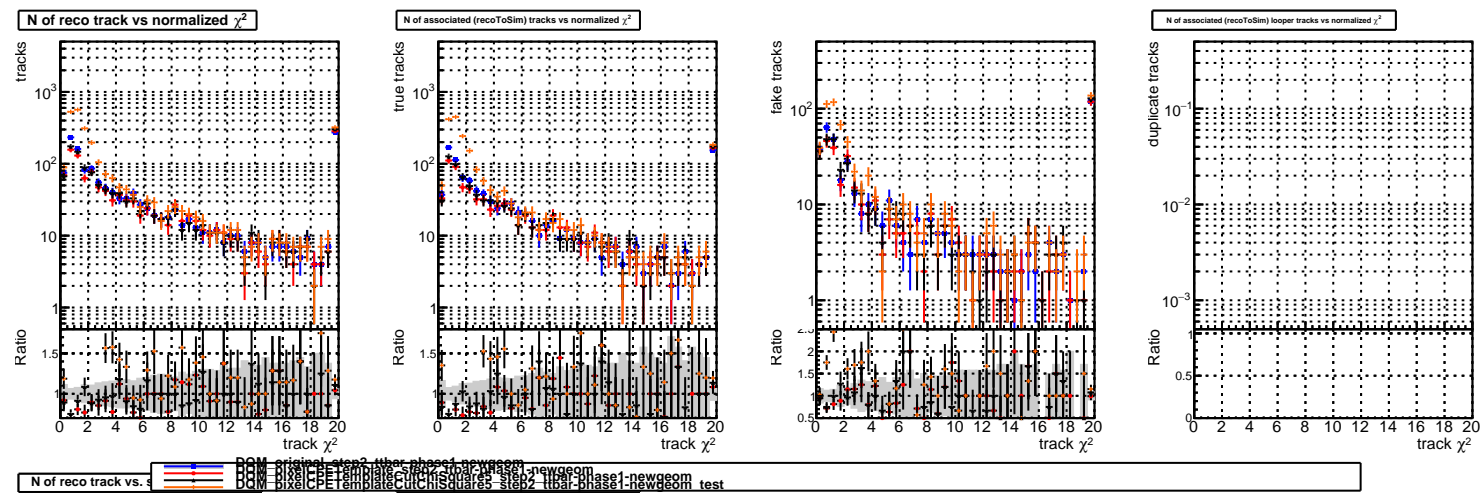 N of reco track vs normalized χ²
N of associated (recoToSim) tracks vs normalized χ²
N of associated (recoToSim) looper tracks vs normalized χ²
tracks
10³
10²
10
1
Ratio
1.5
0 2 4 6 8 10 12 14 16 18 20
track χ²
true tracks
10³
10²
10
1
Ratio
1.5
0 2 4 6 8 10 12 14 16 18 20
track χ²
fake tracks
10²
10
1
Ratio
2
1.5
1
0.5
0 2 4 6 8 10 12 14 16 18 20
track χ²
duplicate tracks
10⁻¹
10⁻²
10⁻³
Ratio
1
0.5
0
0 2 4 6 8 10 12 14 16 18 20
track χ²
N of reco track vs.
DQM_original_step2_ttbar-phase1-newgeom
DQM_pixelCPETemplate_step2_ttbar-phase1-newgeom
DQM_pixelCPETemplateCutChiSquare5_step2_ttbar-phase1-newgeom
DQM_pixelCPETemplateCutChiSquare5_step2_ttbar-phase1-newgeom_test